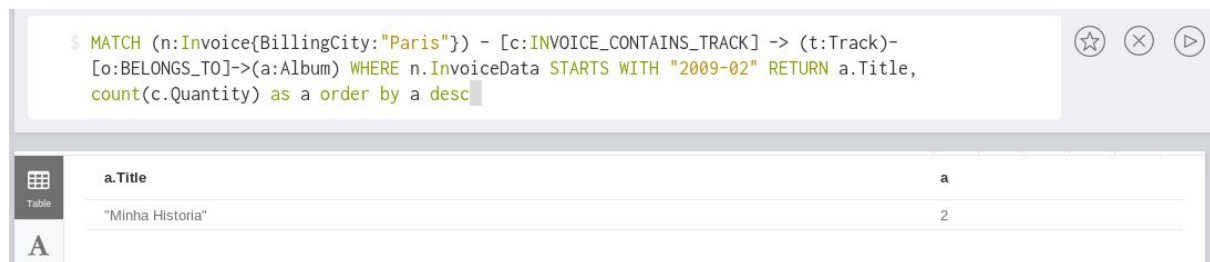 $ MATCH (n:Invoice{BillingCity:"Paris"}) - [c:INVOICE_CONTAINS_TRACK] -> (t:Track)-
[o:BELONGS_TO]->(a:Album) WHERE n.InvoiceData STARTS WITH "2009-02" RETURN a.Title,
count(c.Quantity) as a order by a desc
a.Title a
Table
"Minha Historia" 2
A